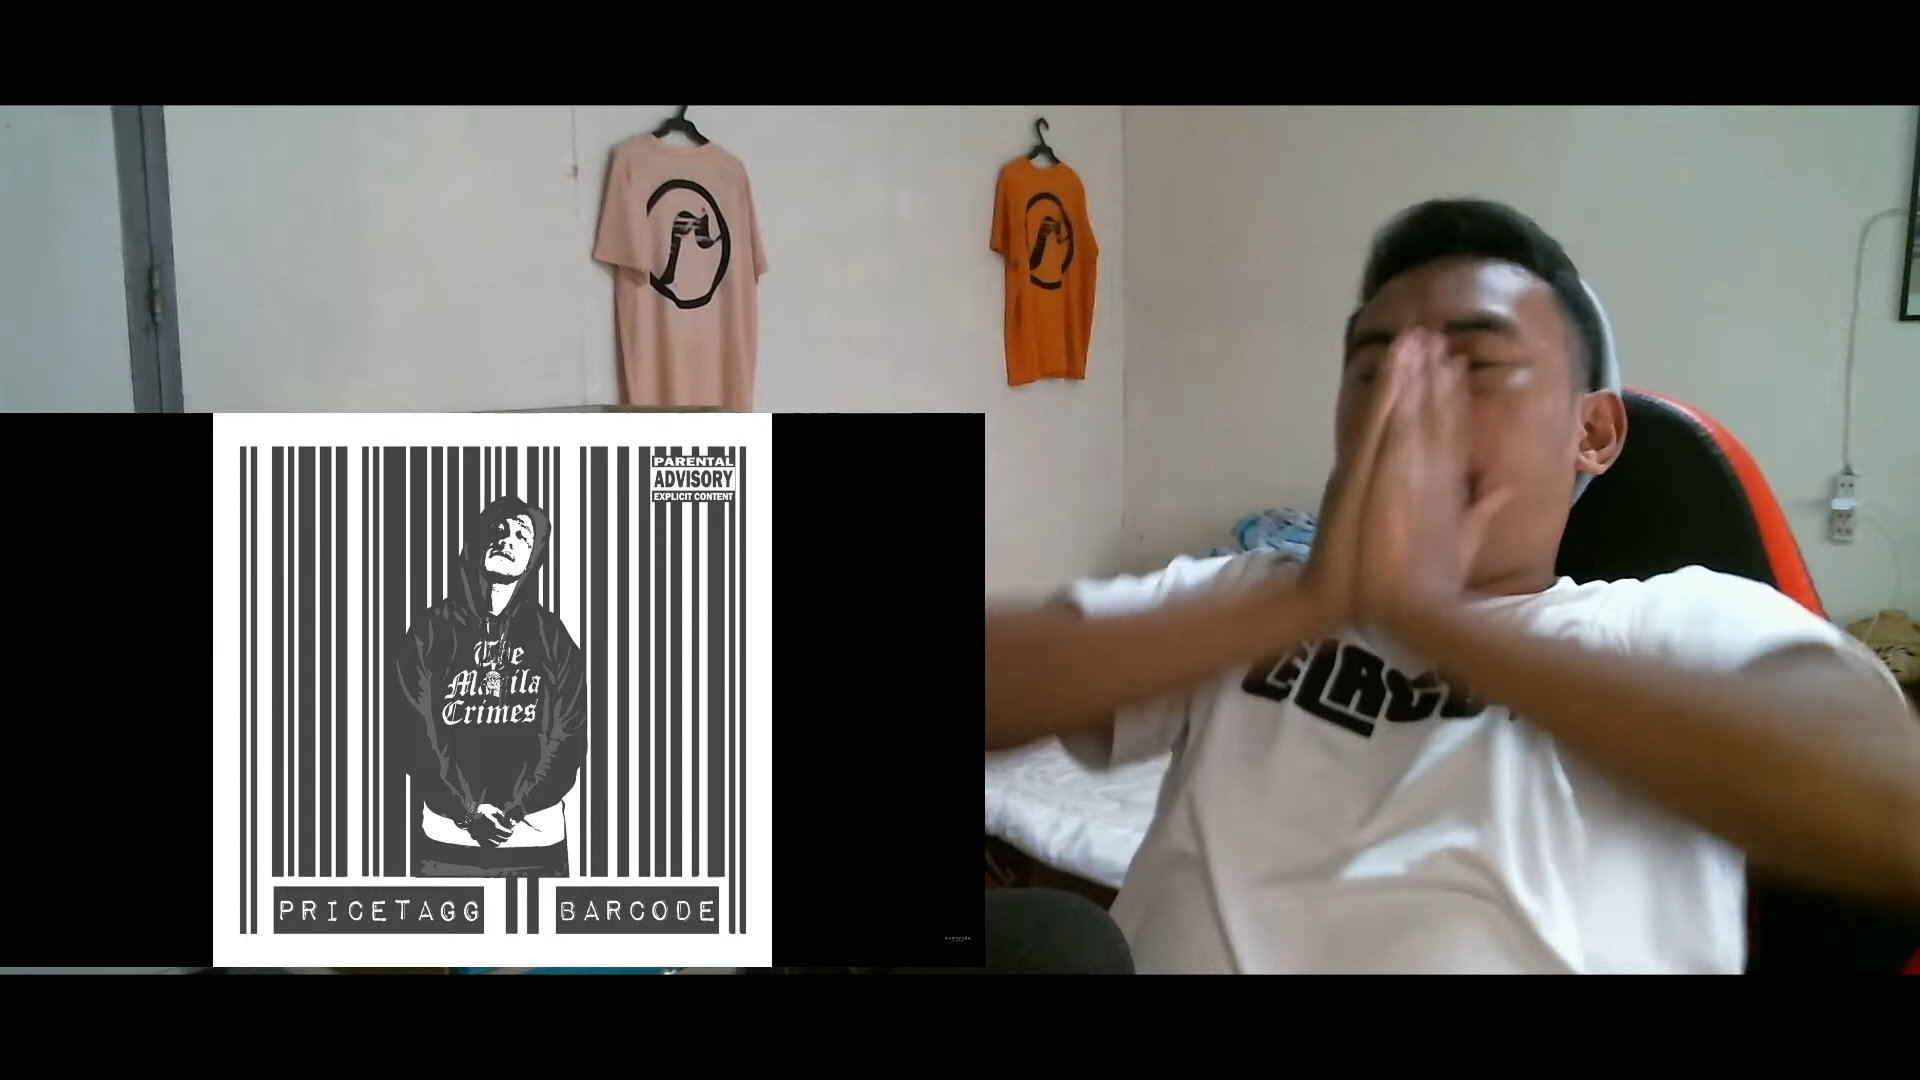 PARENTAL
ADVISORY
EXPLICIT CONTENT
The
Manila
Crimes
PRICETAGG
BARCODE